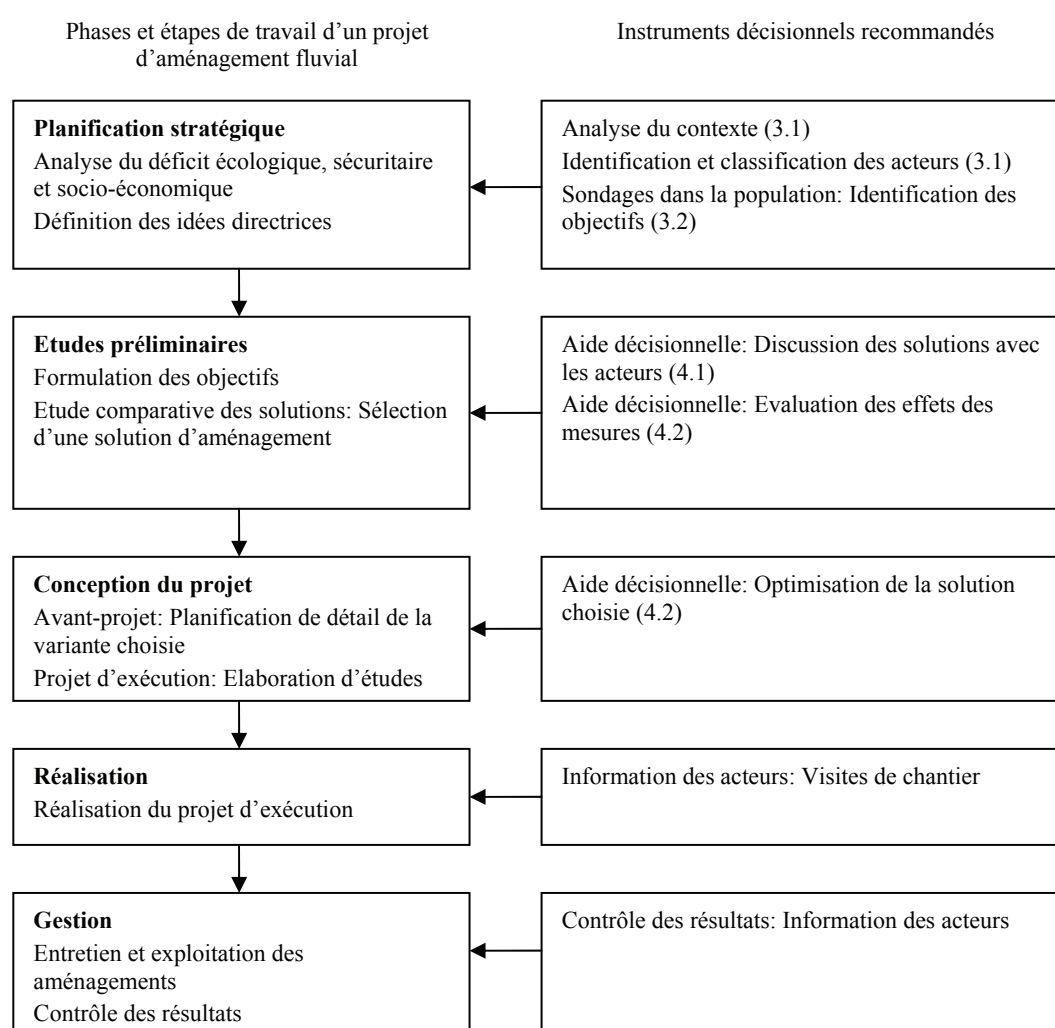 Phases et étapes de travail d’un projet
d’aménagement fluvial
Instruments décisionnels recommandés
Planification stratégique
Analyse du déficit écologique, sécuritaire
et socio-économique
Définition des idées directrices
Analyse du contexte (3.1)
Identification et classification des acteurs (3.1)
Sondages dans la population: Identification des
objectifs (3.2)
Etudes préliminaires
Formulation des objectifs
Etude comparative des solutions: Sélection
d’une solution d’aménagement
Aide décisionnelle: Discussion des solutions avec
les acteurs (4.1)
Aide décisionnelle: Evaluation des effets des
mesures (4.2)
Conception du projet
Avant-projet: Planification de détail de la
variante choisie
Projet d’exécution: Elaboration d’études
Aide décisionnelle: Optimisation de la solution
choisie (4.2)
Réalisation
Réalisation du projet d’exécution
Information des acteurs: Visites de chantier
Gestion
Entretien et exploitation des
aménagements
Contrôle des résultats
Contrôle des résultats: Information des acteurs